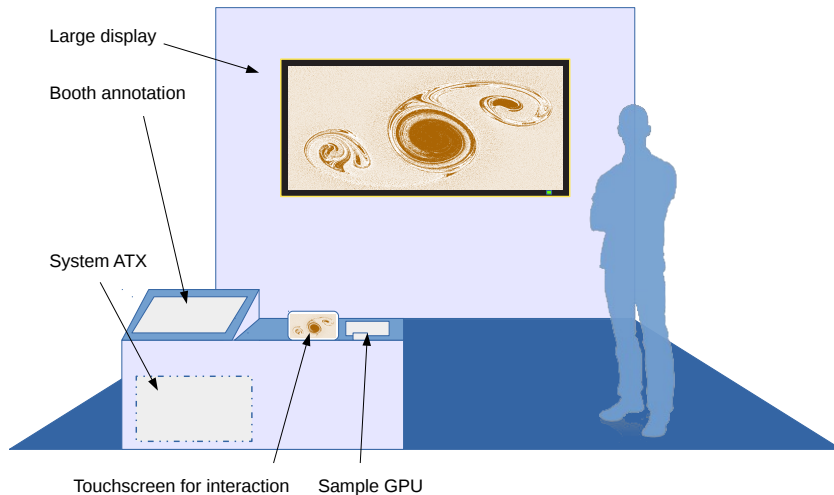 Large display
Booth annotation
System ATX
Touchscreen for interaction
Sample GPU